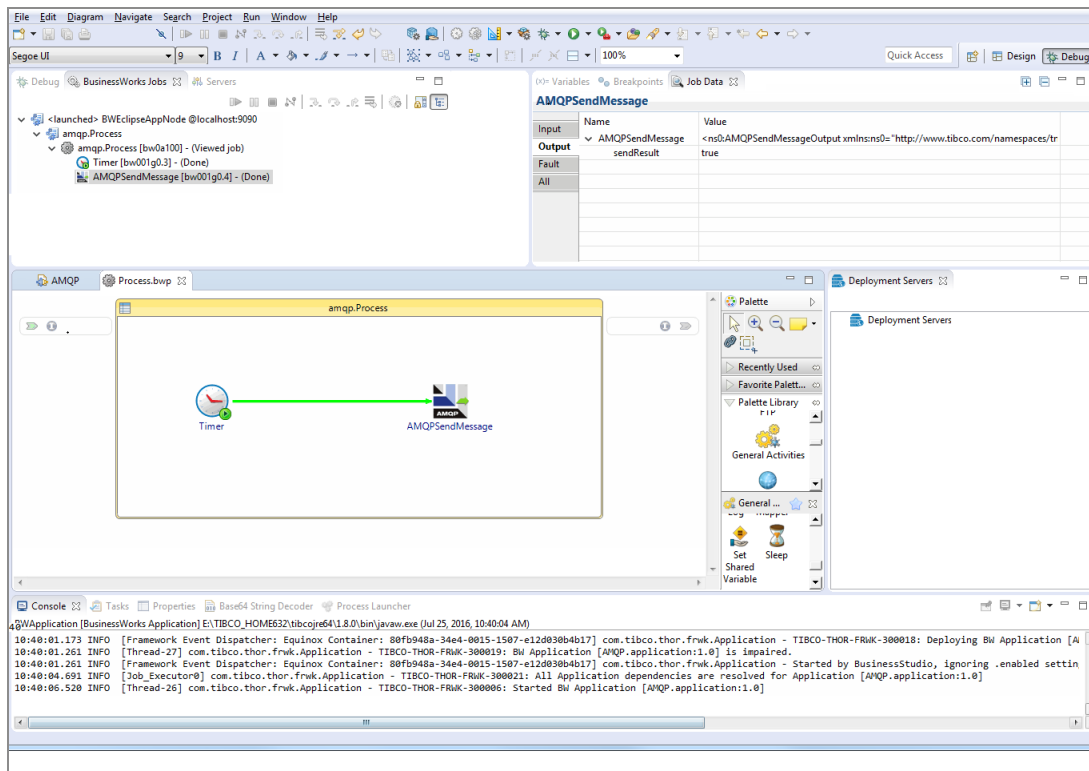 File Edit Diagram Navigate Search Project Run Window Help
Segoe UI 9 B I A 100% Quick Access Design Debug
Debug BusinessWorks Jobs Servers
<launched> BWEclipseAppNode @localhost:9090
amqp.Process
amqp.Process [bw0a100] - (Viewed job)
Timer [bw001g0.3] - (Done)
AMQPSendMessage [bw001g0.4] - (Done)
(x)= Variables Breakpoints Job Data
AMQPSendMessage
Input
Output
Fault
All
Name Value
AMQPSendMessage <ns0:AMQPSendMessageOutput xmlns:ns0="http://www.tibco.com/namespaces/tr
sendResult true
AMQP Process.bwp
amqp.Process
Timer
AMQP
AMQPSendMessage
Palette
Recently Used
Favorite Palett...
Palette Library
FTP
General Activities
General ...
Log Mapper
Set Shared Variable
Sleep
Deployment Servers
Deployment Servers
Console Tasks Properties Base64 String Decoder Process Launcher
BWApplication [BusinessWorks Application] E:\TIBCO_HOME632\tibcojre64\1.8.0\bin\javaw.exe (Jul 25, 2016, 10:40:04 AM)
10:40:01.173 INFO [Framework Event Dispatcher: Equinox Container: 80fb948a-34e4-0015-1507-e12d030b4b17] com.tibco.thor.frwk.Application - TIBCO-THOR-FRWK-300018: Deploying BW Application [A
10:40:01.261 INFO [Thread-27] com.tibco.thor.frwk.Application - TIBCO-THOR-FRWK-300019: BW Application [AMQP.application:1.0] is impaired.
10:40:01.261 INFO [Framework Event Dispatcher: Equinox Container: 80fb948a-34e4-0015-1507-e12d030b4b17] com.tibco.thor.frwk.Application - Started by BusinessStudio, ignoring .enabled settin
10:40:04.691 INFO [Job_Executor0] com.tibco.thor.frwk.Application - TIBCO-THOR-FRWK-300021: All Application dependencies are resolved for Application [AMQP.application:1.0]
10:40:06.520 INFO [Thread-26] com.tibco.thor.frwk.Application - TIBCO-THOR-FRWK-300006: Started BW Application [AMQP.application:1.0]